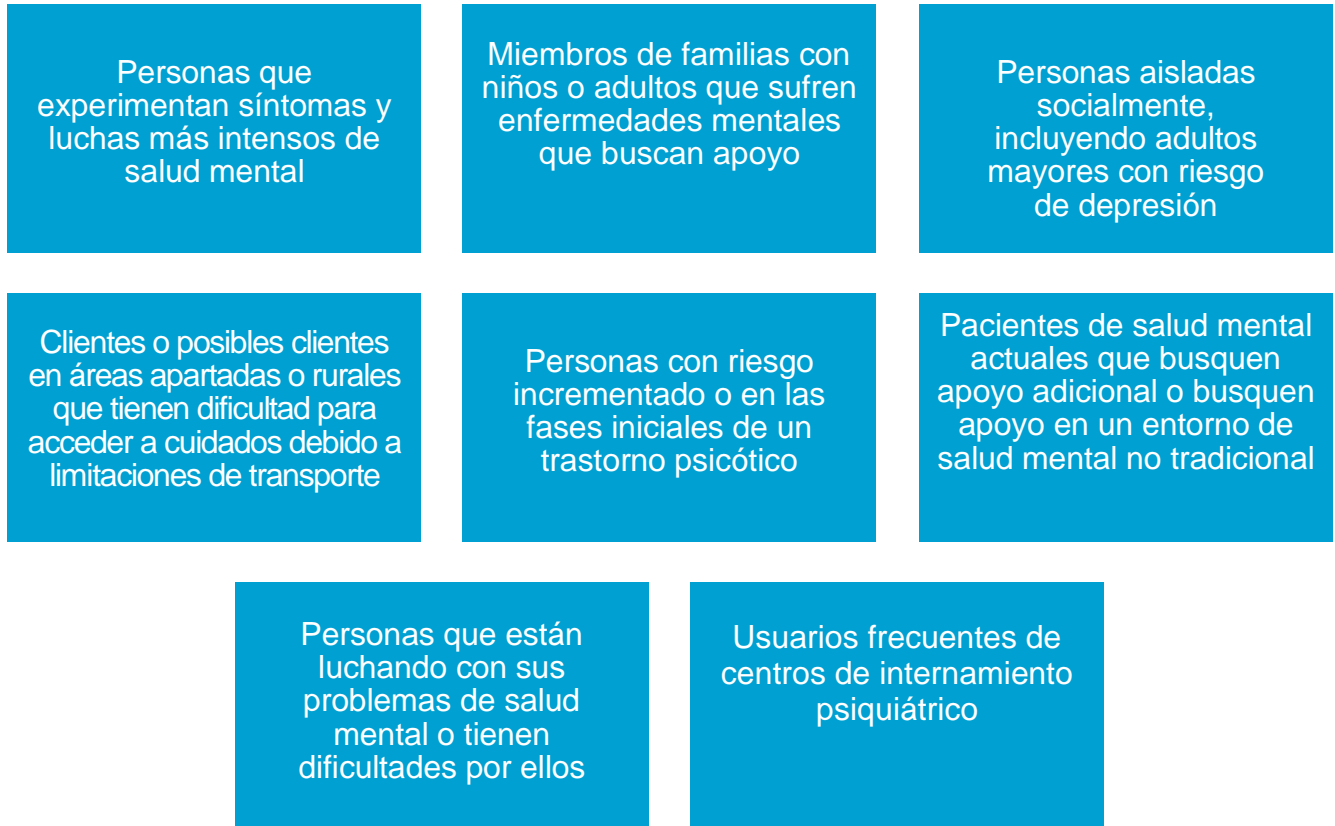 Personas que
experimentan síntomas y
luchas más intensos de
salud mental
Miembros de familias con
niños o adultos que sufren
enfermedades mentales
que buscan apoyo
Personas aisladas
socialmente,
incluyendo adultos
mayores con riesgo
de depresión
Clientes o posibles clientes
en áreas apartadas o rurales
que tienen dificultad para
acceder a cuidados debido a
limitaciones de transporte
Personas con riesgo
incrementado o en las
fases iniciales de un
trastorno psicótico
Pacientes de salud mental
actuales que busquen
apoyo adicional o busquen
apoyo en un entorno de
salud mental no tradicional
Personas que están
luchando con sus
problemas de salud
mental o tienen
dificultades por ellos
Usuarios frecuentes de
centros de internamiento
psiquiátrico